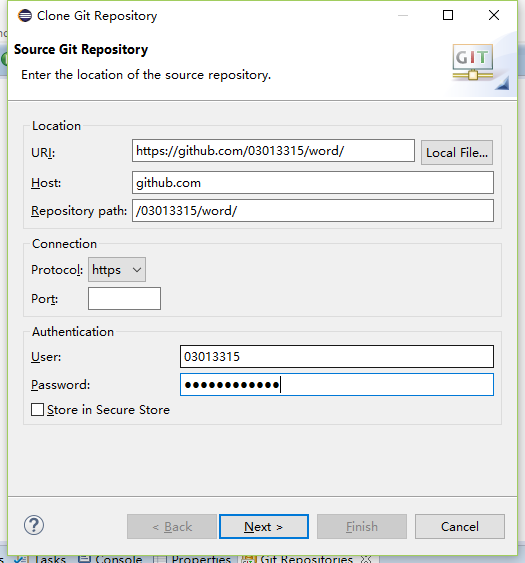 Clone Git Repository
Source Git Repository
Enter the location of the source repository.
GIT
Location
URI:
https://github.com/03013315/word/
Local File...
Host:
github.com
Repository path:
/03013315/word/
Connection
Protocol:
https
Port:
Authentication
User:
03013315
Password:
●●●●●●●●●●●●
Store in Secure Store
?
< Back
Next >
Finish
Cancel
Tasks
Console
Properties
Git Repositories